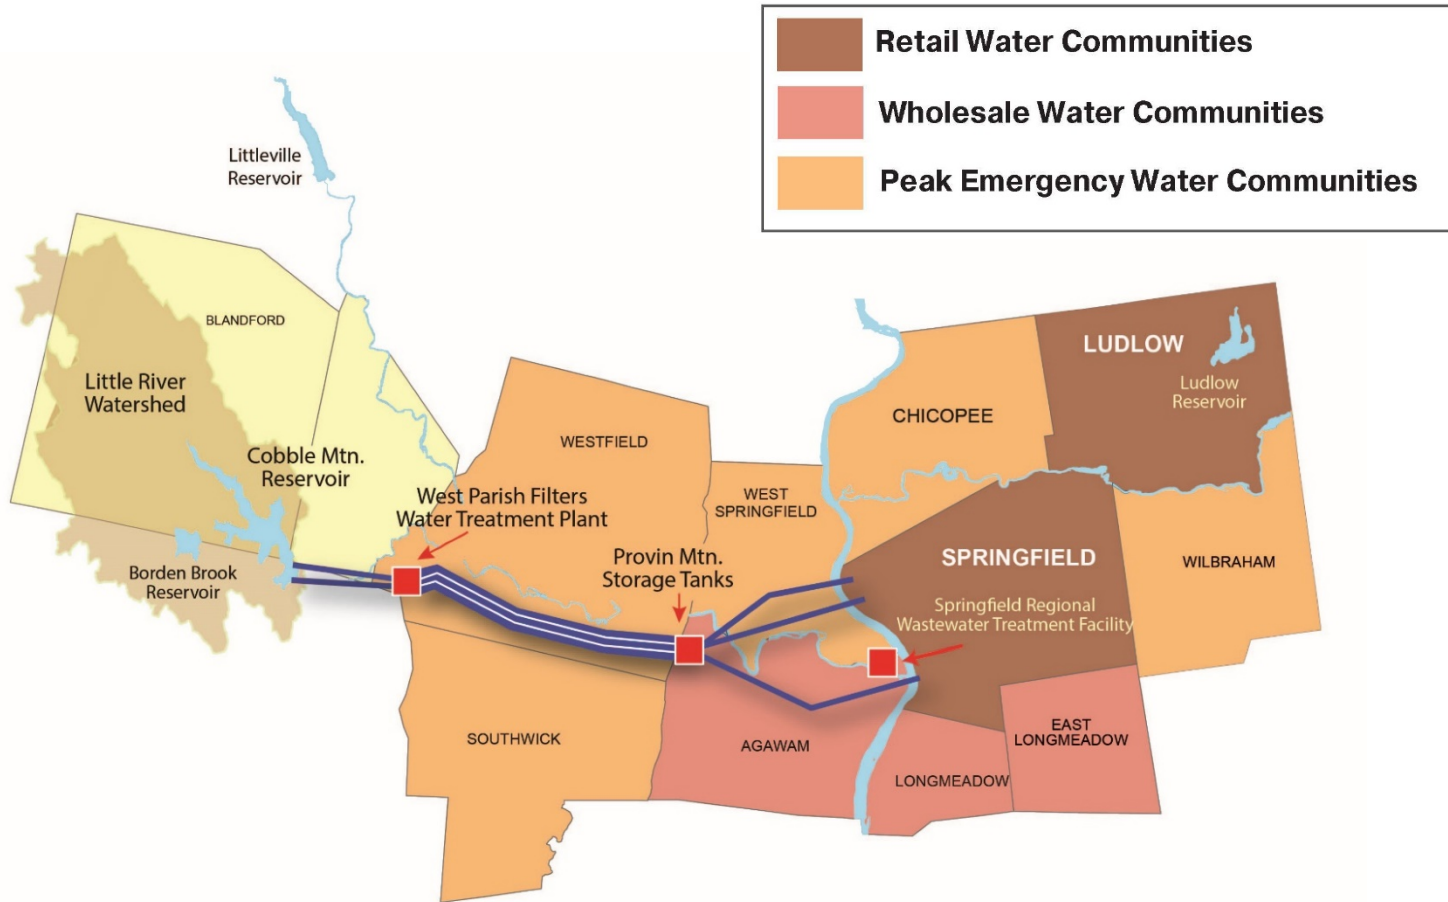 Retail Water Communities
Wholesale Water Communities
Peak Emergency Water Communities
Littleville
Reservoir
BLANDFORD
Little River
Watershed
Cobble Mtn.
Reservoir
Borden Brook
Reservoir
West Parish Filters
Water Treatment Plant
WESTFIELD
WEST
SPRINGFIELD
Provin Mtn.
Storage Tanks
SOUTHWICK
AGAWAM
CHICOPEE
LUDLOW
Ludlow
Reservoir
SPRINGFIELD
Springfield Regional
Wastewater Treatment Facility
WILBRAHAM
LONGMEADOW
EAST
LONGMEADOW